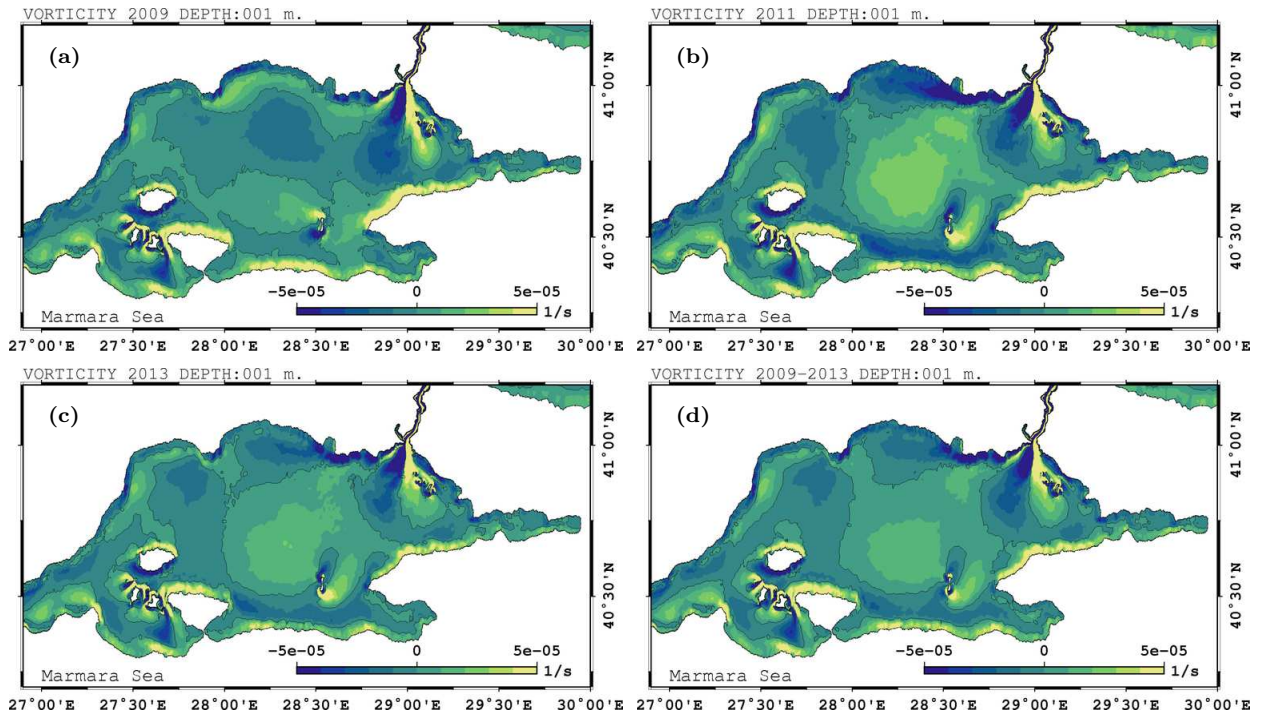 VORTICITY 2009 DEPTH:001 m.
(a)
41°00'N
40°30'N
-5e-05 0 5e-05
1/s
Marmara Sea
27°00'E 27°30'E 28°00'E 28°30'E 29°00'E 29°30'E 30°00'E
VORTICITY 2011 DEPTH:001 m.
(b)
41°00'N
40°30'N
-5e-05 0 5e-05
1/s
Marmara Sea
27°00'E 27°30'E 28°00'E 28°30'E 29°00'E 29°30'E 30°00'E
VORTICITY 2013 DEPTH:001 m.
(c)
41°00'N
40°30'N
-5e-05 0 5e-05
1/s
Marmara Sea
27°00'E 27°30'E 28°00'E 28°30'E 29°00'E 29°30'E 30°00'E
VORTICITY 2009-2013 DEPTH:001 m.
(d)
41°00'N
40°30'N
-5e-05 0 5e-05
1/s
Marmara Sea
27°00'E 27°30'E 28°00'E 28°30'E 29°00'E 29°30'E 30°00'E